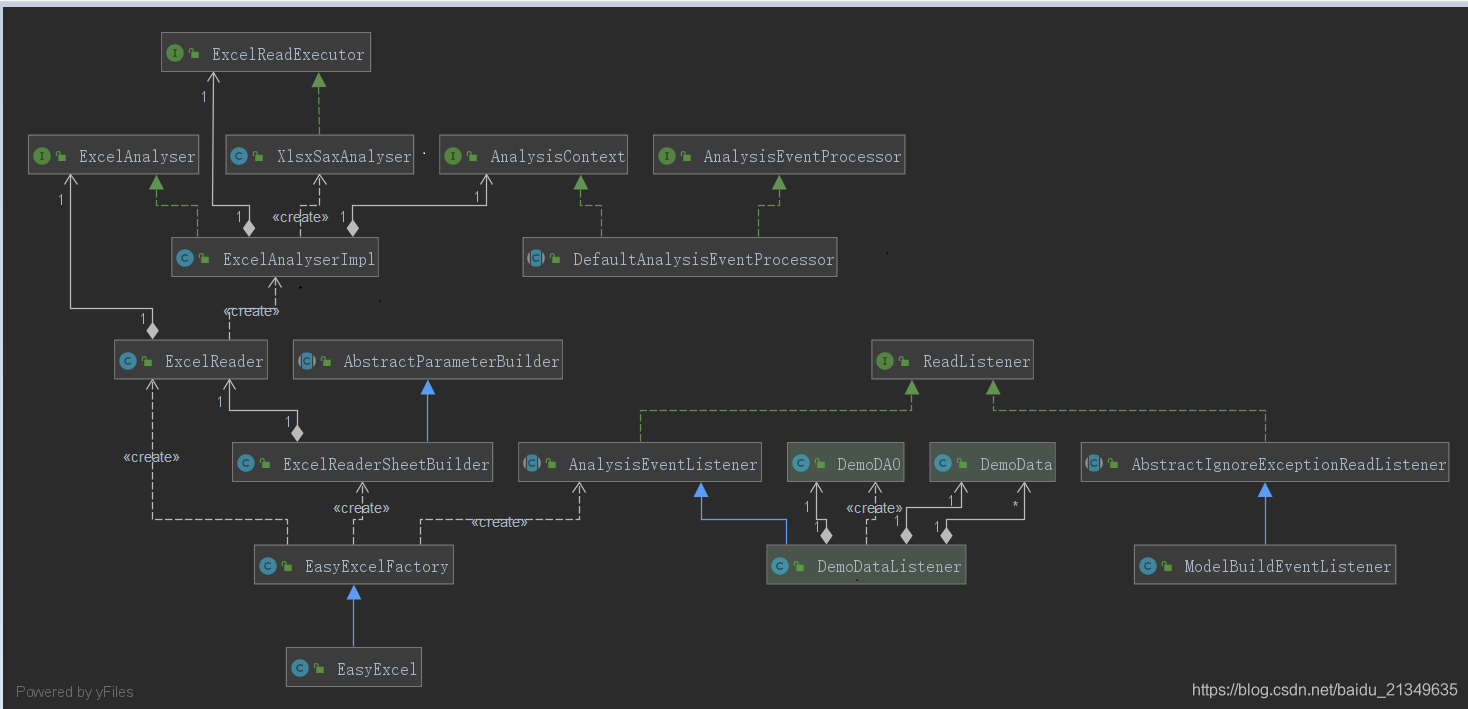 ExcelReadExecutor
1
ExcelAnalyser
XlsxSaxAnalyser
AnalysisContext
AnalysisEventProcessor
1
1
«create»
1
1
ExcelAnalyserImpl
DefaultAnalysisEventProcessor
1
«create»
ExcelReader
AbstractParameterBuilder
ReadListener
1
1
«create»
ExcelReaderSheetBuilder
AnalysisEventListener
DemoDAO
DemoData
AbstractIgnoreExceptionReadListener
«create»
«create»
1
«create»
1
*
1
1
1
EasyExcelFactory
DemoDataListener
ModelBuildEventListener
EasyExcel
Powered by yFiles
https://blog.csdn.net/baidu_21349635